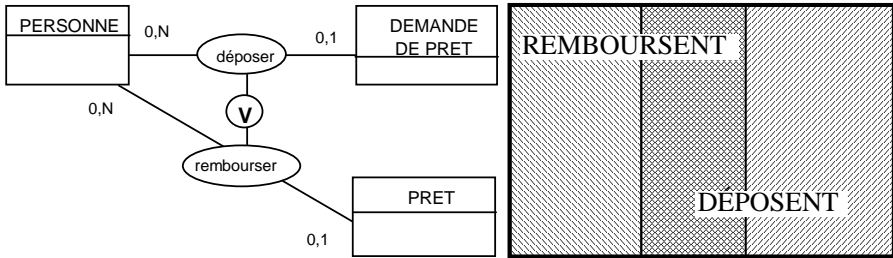 PERSONNE
0,N
déposer
0,1
DEMANDE
DE PRET
V
0,N
rembourser
0,1
PRET
REMBOURSENT
DÉPOSENT